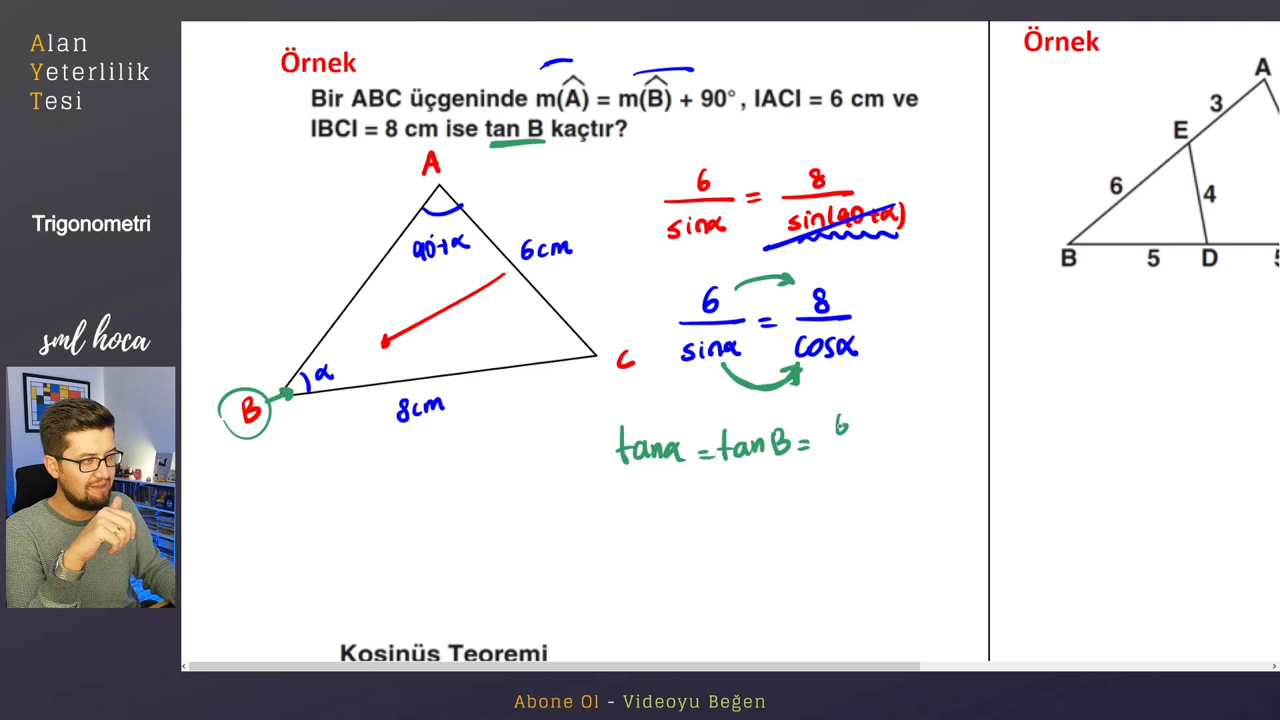 Alan
Yeterlilik
Tesi
Trigonometri
sml hoca
Örnek
Bir ABC üçgeninde m(A) = m(B) + 90°, IACI = 6 cm ve
IBCI = 8 cm ise tan B kaçtır?
A
90+α
6cm
α
B
C
8cm
6/sinα = 8/sin(90+α)
6/sinα = 8/cosα
tanα = tanB = 6
Kosinüs Teoremi
Örnek
A
3
E
6
4
B
5
D
5
Abone Ol - Videoyu Beğen